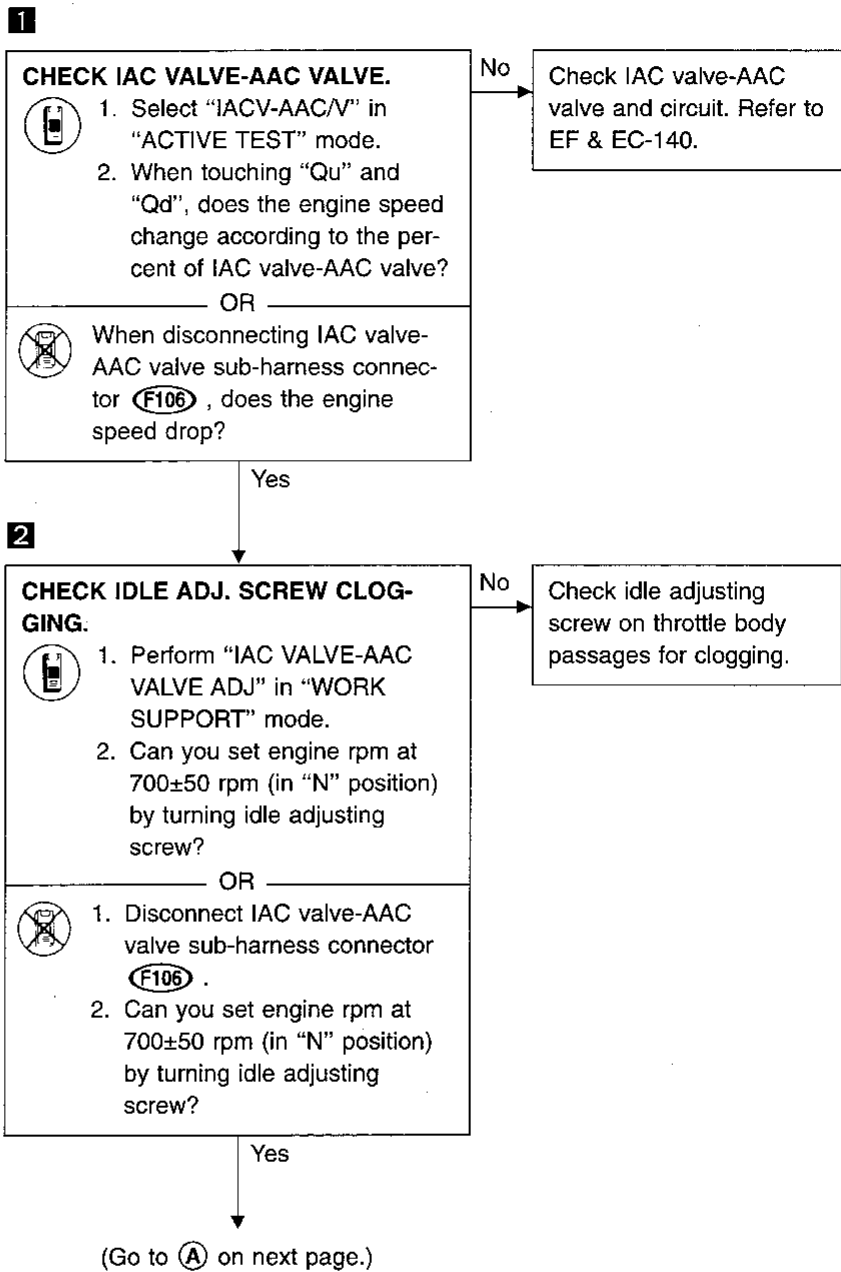 1
CHECK IAC VALVE-AAC VALVE.
1. Select "IACV-AAC/V" in
"ACTIVE TEST" mode.
2. When touching "Qu" and
"Qd", does the engine speed
change according to the per-
cent of IAC valve-AAC valve?
OR
When disconnecting IAC valve-
AAC valve sub-harness connec-
tor F106 , does the engine
speed drop?
No
Check IAC valve-AAC
valve and circuit. Refer to
EF & EC-140.
Yes
2
CHECK IDLE ADJ. SCREW CLOG-
GING.
1. Perform "IAC VALVE-AAC
VALVE ADJ" in "WORK
SUPPORT" mode.
2. Can you set engine rpm at
700±50 rpm (in "N" position)
by turning idle adjusting
screw?
OR
1. Disconnect IAC valve-AAC
valve sub-harness connector
F106 .
2. Can you set engine rpm at
700±50 rpm (in "N" position)
by turning idle adjusting
screw?
No
Check idle adjusting
screw on throttle body
passages for clogging.
Yes
(Go to A on next page.)